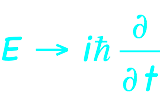 E → iħ ∂/∂t